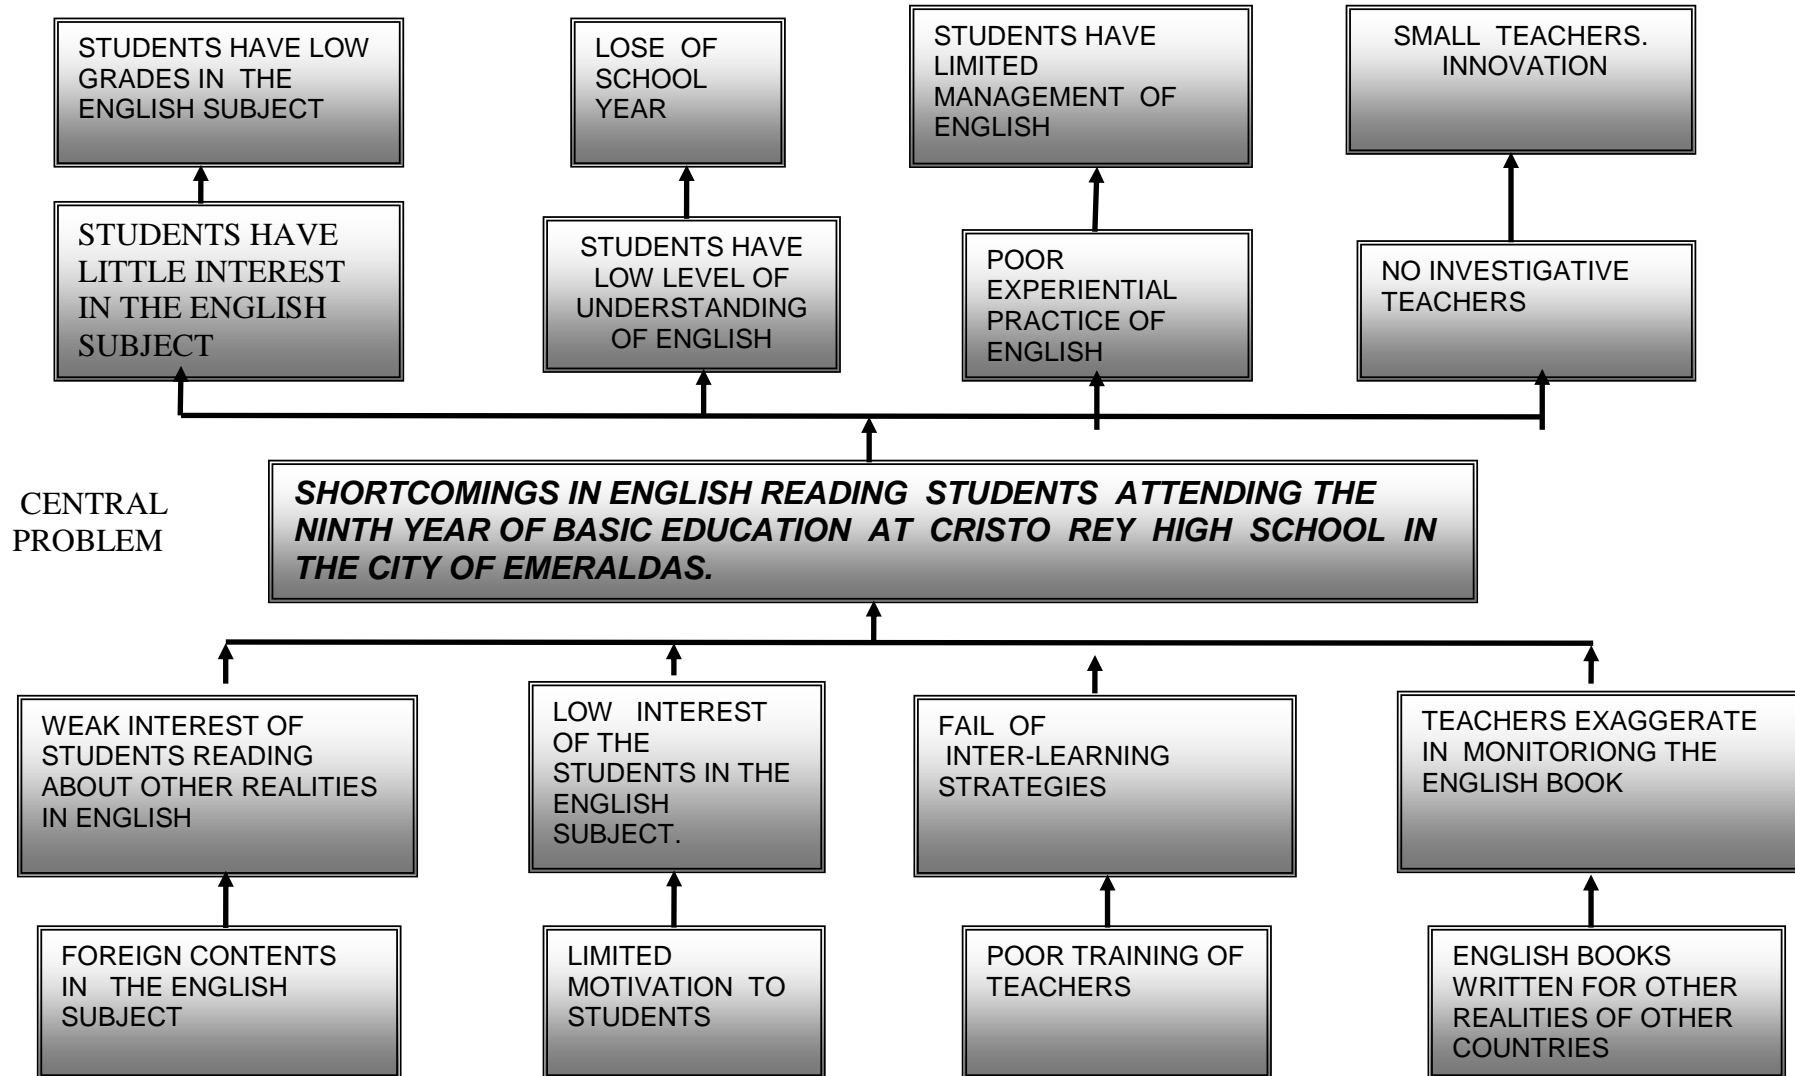 STUDENTS HAVE LOW
GRADES IN THE
ENGLISH SUBJECT
LOSE OF
SCHOOL
YEAR
STUDENTS HAVE
LIMITED
MANAGEMENT OF
ENGLISH
SMALL TEACHERS.
INNOVATION
STUDENTS HAVE
LITTLE INTEREST
IN THE ENGLISH
SUBJECT
STUDENTS HAVE
LOW LEVEL OF
UNDERSTANDING
OF ENGLISH
POOR
EXPERIENTIAL
PRACTICE OF
ENGLISH
NO INVESTIGATIVE
TEACHERS
CENTRAL
PROBLEM
SHORTCOMINGS IN ENGLISH READING STUDENTS ATTENDING THE
NINTH YEAR OF BASIC EDUCATION AT CRISTO REY HIGH SCHOOL IN
THE CITY OF EMERALDAS.
WEAK INTEREST OF
STUDENTS READING
ABOUT OTHER REALITIES
IN ENGLISH
LOW INTEREST
OF THE
STUDENTS IN THE
ENGLISH
SUBJECT.
FAIL OF
INTER-LEARNING
STRATEGIES
TEACHERS EXAGGERATE
IN MONITORIONG THE
ENGLISH BOOK
FOREIGN CONTENTS
IN THE ENGLISH
SUBJECT
LIMITED
MOTIVATION TO
STUDENTS
POOR TRAINING OF
TEACHERS
ENGLISH BOOKS
WRITTEN FOR OTHER
REALITIES OF OTHER
COUNTRIES